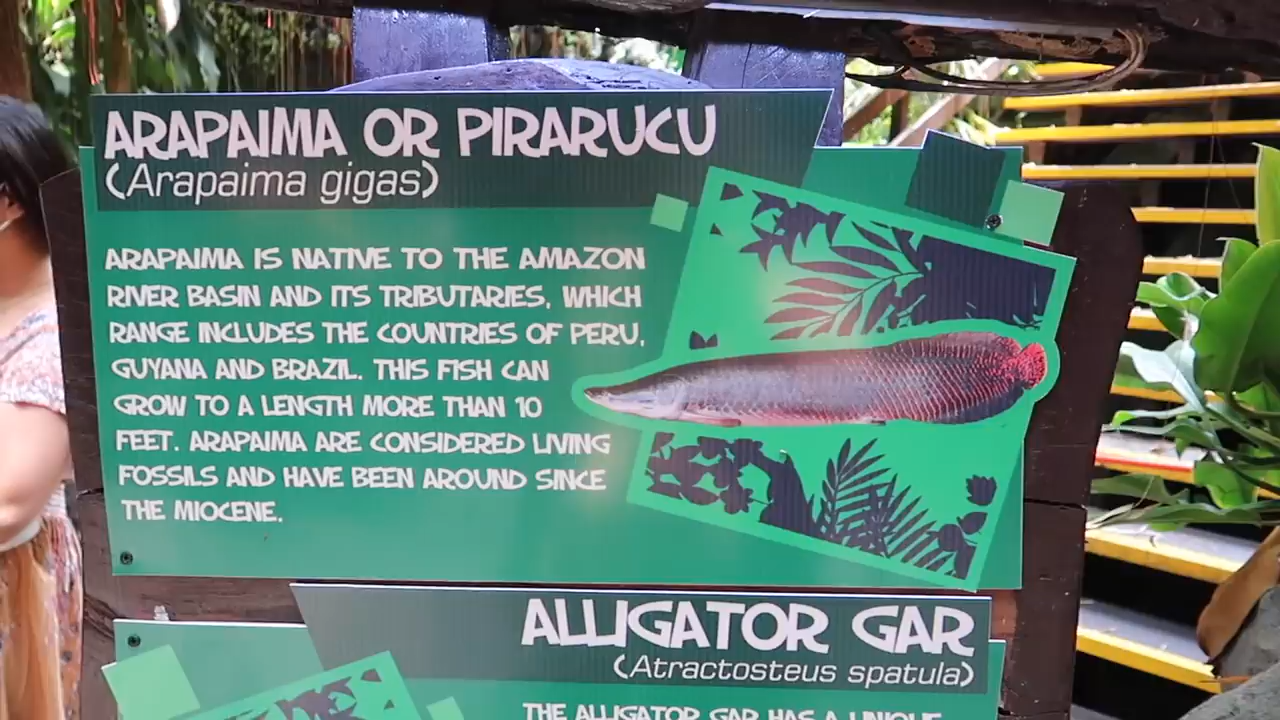 ARAPAIMA OR PIRARUCU
(Arapaima gigas)
ARAPAIMA IS NATIVE TO THE AMAZON
RIVER BASIN AND ITS TRIBUTARIES, WHICH
RANGE INCLUDES THE COUNTRIES OF PERU,
GUYANA AND BRAZIL. THIS FISH CAN
GROW TO A LENGTH MORE THAN 10
FEET. ARAPAIMA ARE CONSIDERED LIVING
FOSSILS AND HAVE BEEN AROUND SINCE
THE MIOCENE.
ALLIGATOR GAR
(Atractosteus spatula)
THE ALLIGATOR GAR HAS A UNIQUE